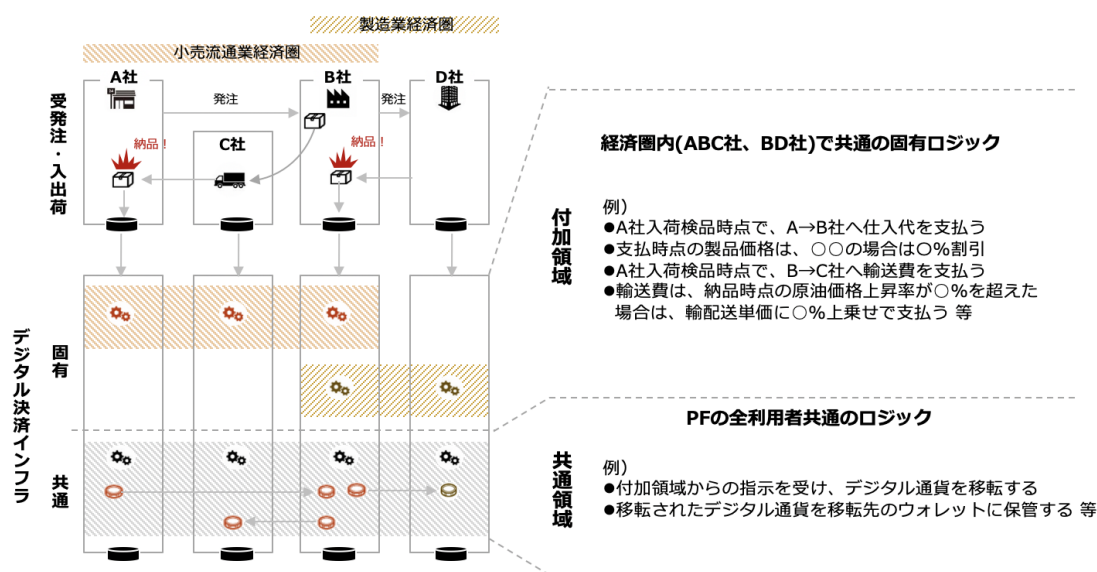 製造業経済圏
小売流通業経済圏
A社
B社
D社
発注
発注
納品！
C社
納品！
受発注・入出荷
デジタル決済インフラ
固有
共通
付加領域
経済圏内(ABC社、BD社)で共通の固有ロジック
例）
●A社入荷検品時点で、A→B社へ仕入代を支払う
●支払時点の製品価格は、○○の場合は○%割引
●A社入荷検品時点で、B→C社へ輸送費を支払う
●輸送費は、納品時点の原油価格上昇率が○%を超えた
場合は、輸配送単価に○%上乗せで支払う 等
共通領域
PFの全利用者共通のロジック
例）
●付加領域からの指示を受け、デジタル通貨を移転する
●移転されたデジタル通貨を移転先のウォレットに保管する 等